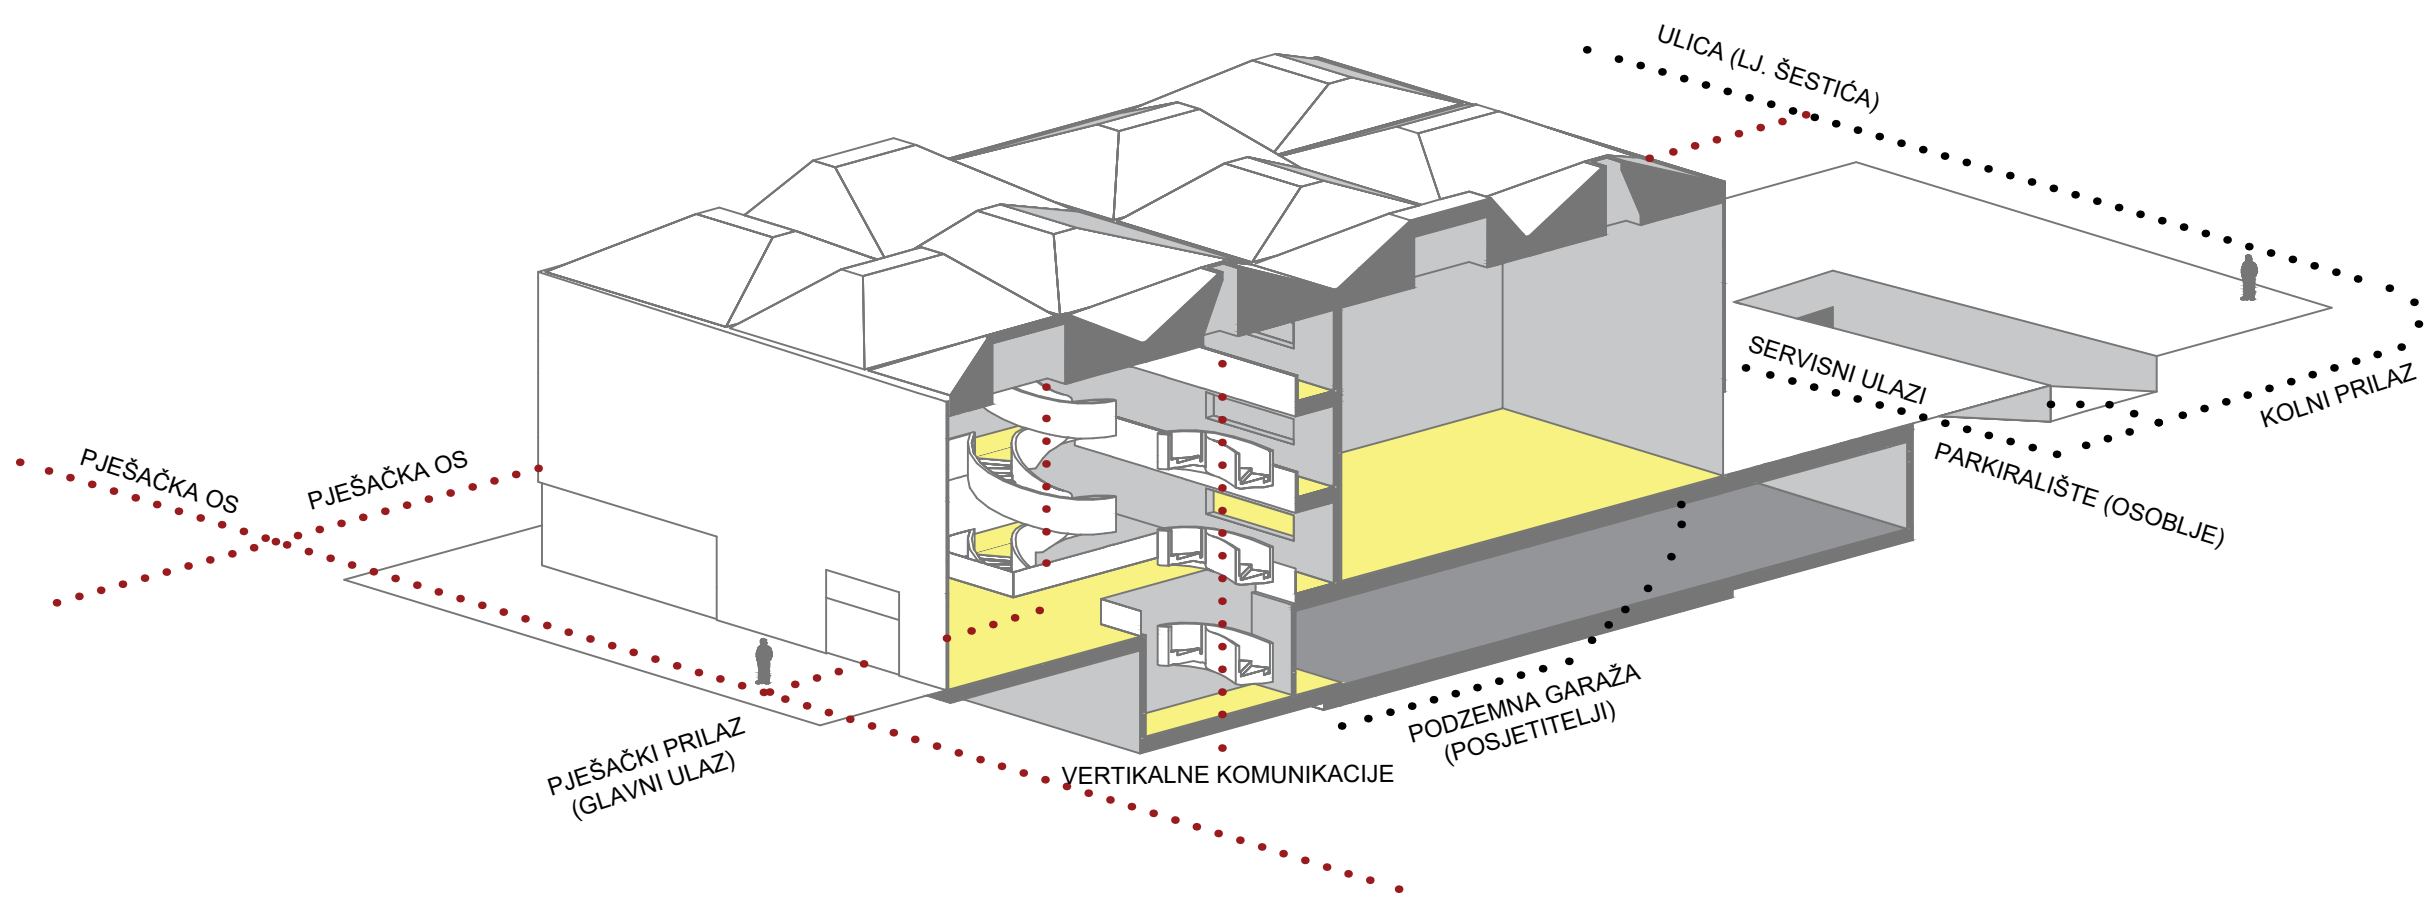 ULICA (LJ. ŠESTIĆA)
SERVISNI ULAZI
KOLNI PRILAZ
PARKIRALIŠTE (OSOBLJE)
PJEŠAČKA OS
PJEŠAČKA OS
PODZEMNA GARAŽA
(POSJETITELJI)
PJEŠAČKI PRILAZ
(GLAVNI ULAZ)
VERTIKALNE KOMUNIKACIJE